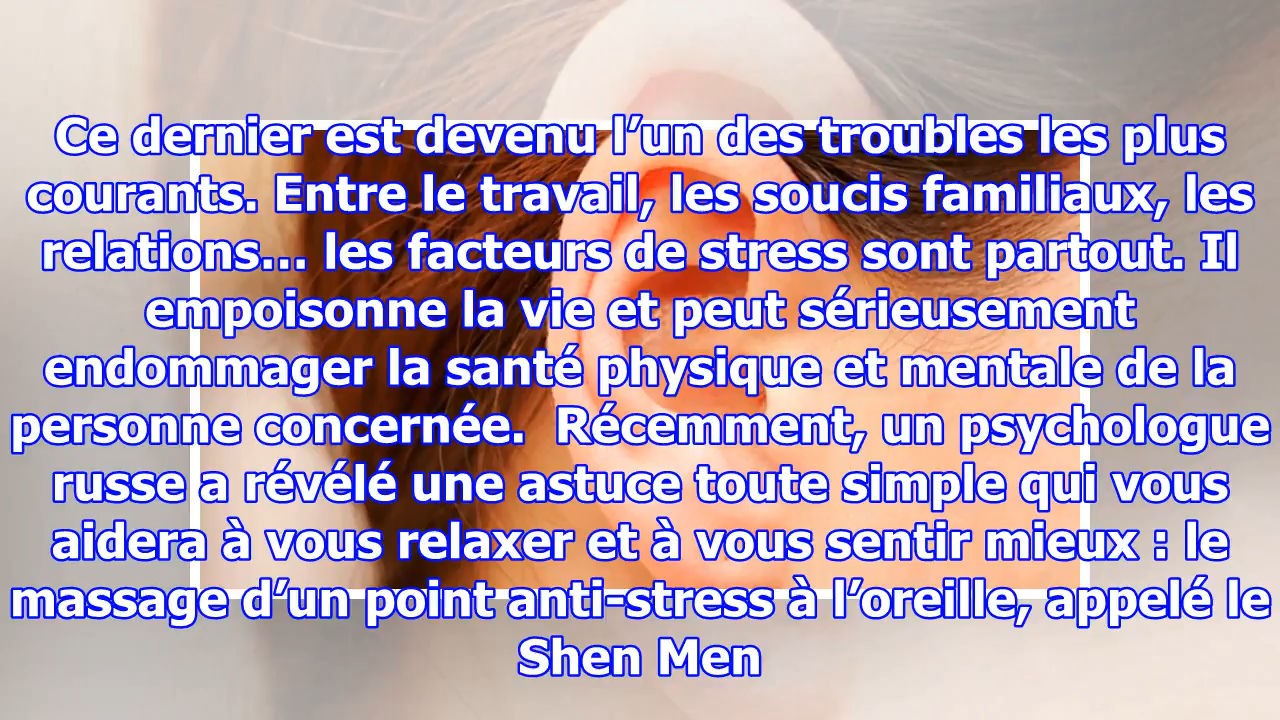 Ce dernier est devenu l’un des troubles les plus
courants. Entre le travail, les soucis familiaux, les
relations… les facteurs de stress sont partout. Il
empoisonne la vie et peut sérieusement
endommager la santé physique et mentale de la
personne concernée.  Récemment, un psychologue
russe a révélé une astuce toute simple qui vous
aidera à vous relaxer et à vous sentir mieux : le
massage d’un point anti-stress à l’oreille, appelé le
Shen Men